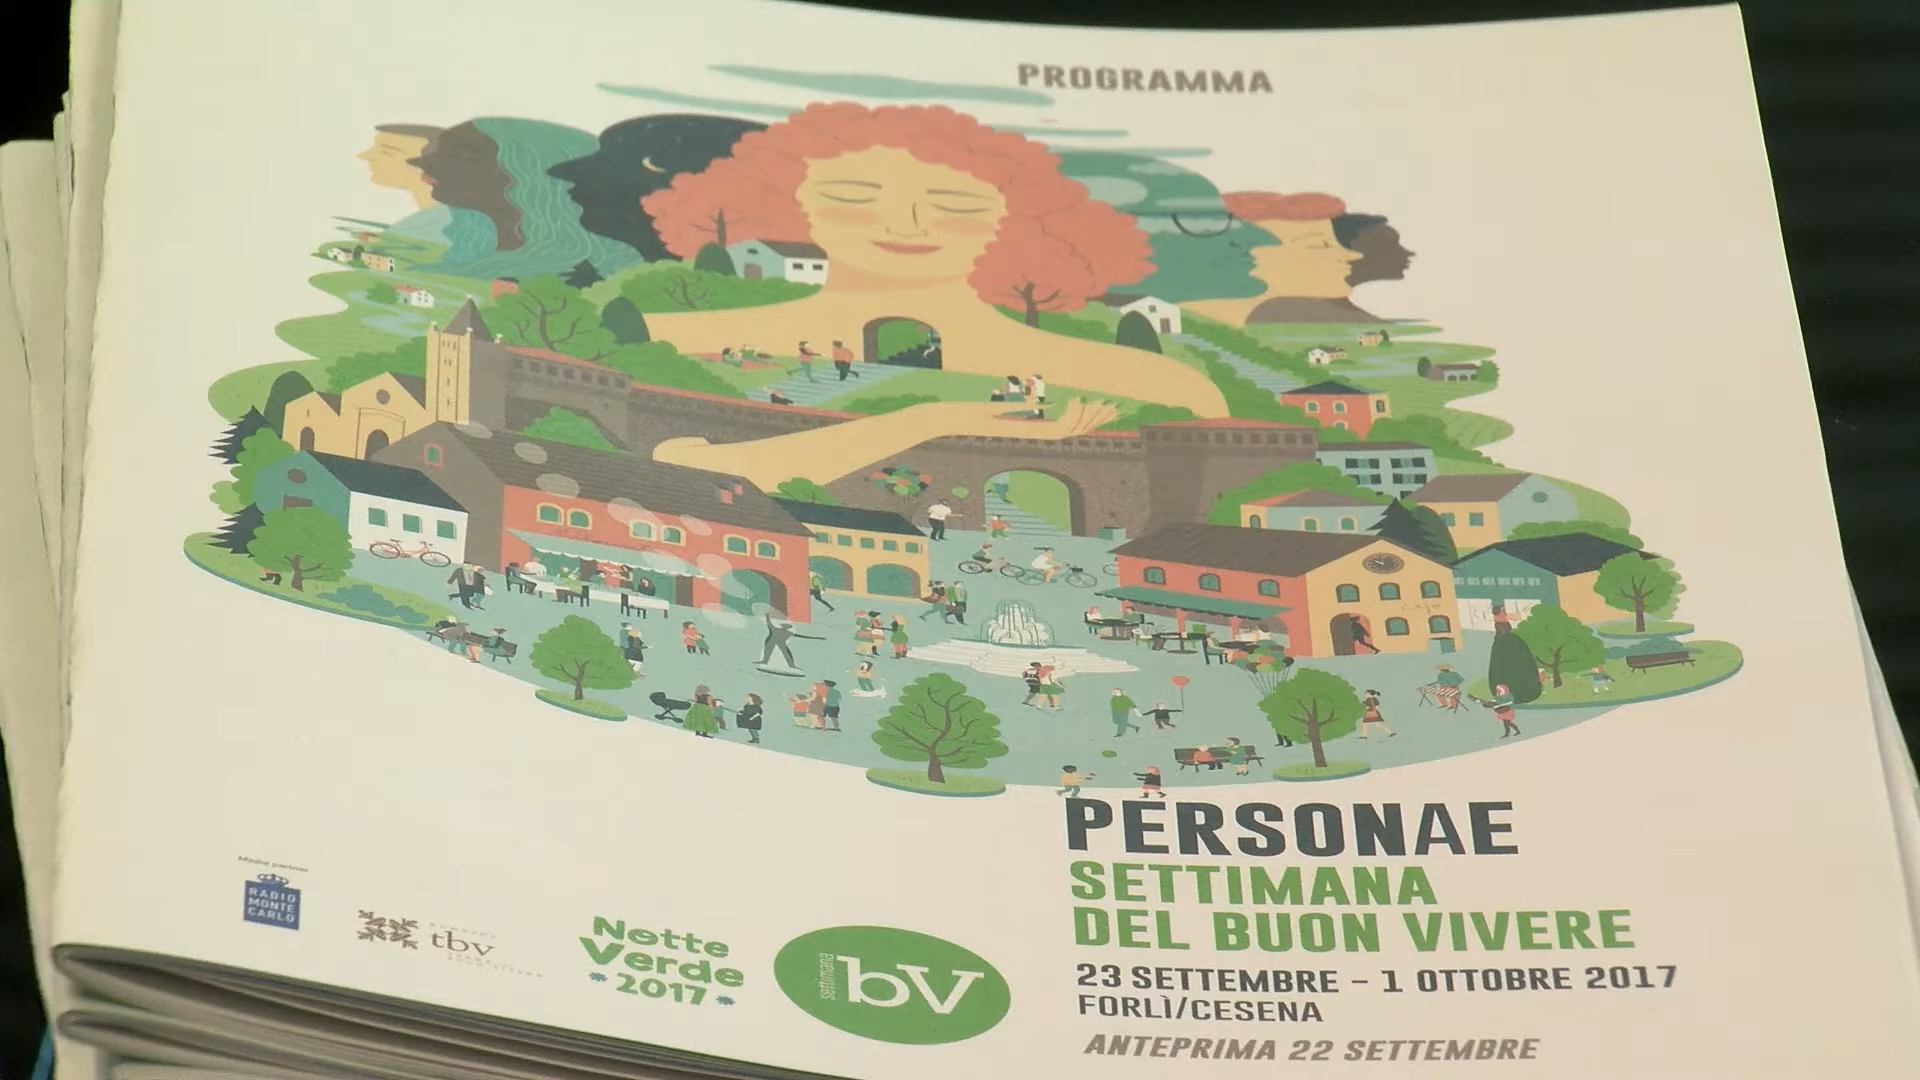 PROGRAMMA
PERSONAE
SETTIMANA
DEL BUON VIVERE
23 SETTEMBRE - 1 OTTOBRE 2017
FORLÌ/CESENA
ANTEPRIMA 22 SETTEMBRE
Media partner
RADIO
MONTE
CARLO
tbv
Notte
Verde
2017
settimana
bv